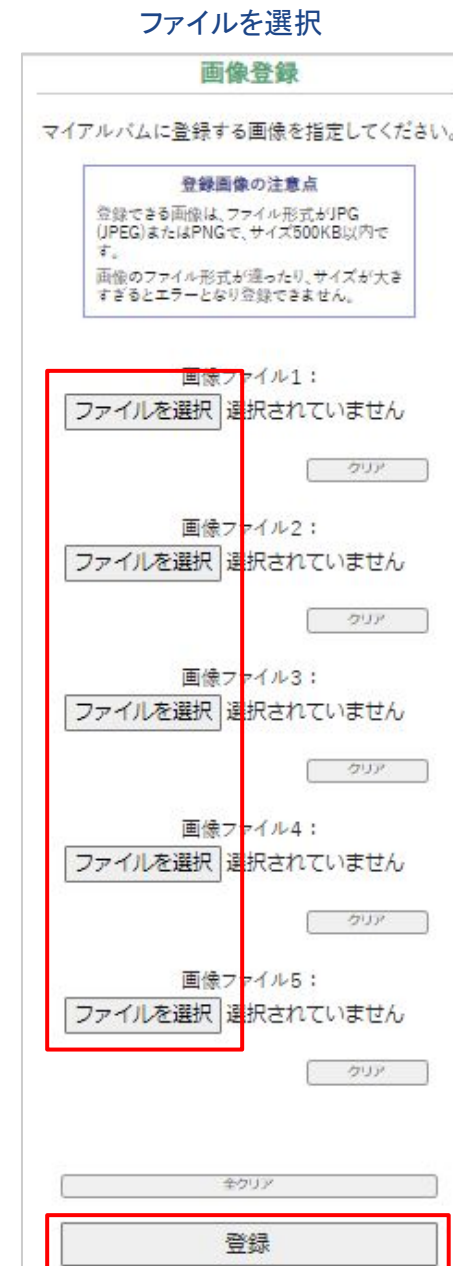 ファイルを選択
画像登録
マイアルバムに登録する画像を指定してください。
登録画像の注意点
登録できる画像は、ファイル形式がJPG
(JPEG)またはPNGで、サイズ500KB以内で
す。
画像のファイル形式が違ったり、サイズが大き
すぎるとエラーとなり登録できません。
画像ファイル1：
ファイルを選択 選択されていません
クリア
画像ファイル2：
ファイルを選択 選択されていません
クリア
画像ファイル3：
ファイルを選択 選択されていません
クリア
画像ファイル4：
ファイルを選択 選択されていません
クリア
画像ファイル5：
ファイルを選択 選択されていません
クリア
全クリア
登録